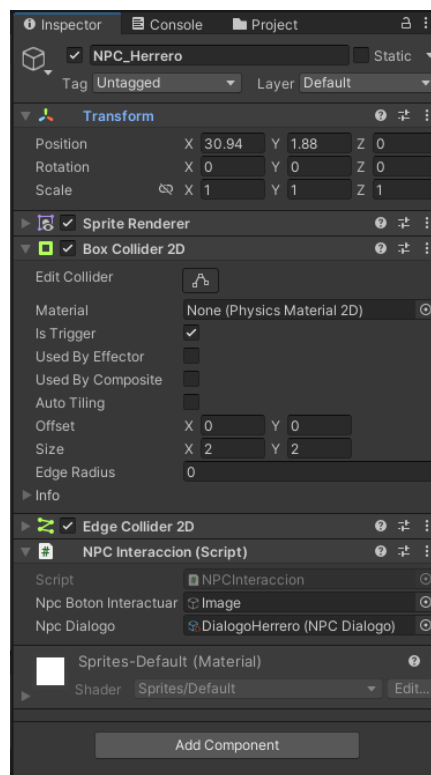 Inspector Console Project
NPC_Herrero Static
Tag Untagged Layer Default
Transform
Position X 30.94 Y 1.88 Z 0
Rotation X 0 Y 0 Z 0
Scale X 1 Y 1 Z 1
Sprite Renderer
Box Collider 2D
Edit Collider
Material None (Physics Material 2D)
Is Trigger
Used By Effector
Used By Composite
Auto Tiling
Offset X 0 Y 0
Size X 2 Y 2
Edge Radius 0
Info
Edge Collider 2D
# NPC Interaccion (Script)
Script # NPCInteraccion
Npc Boton Interactuar Image
Npc Dialogo DialogoHerrero (NPC Dialogo)
Sprites-Default (Material)
Shader Sprites/Default Edit...
Add Component